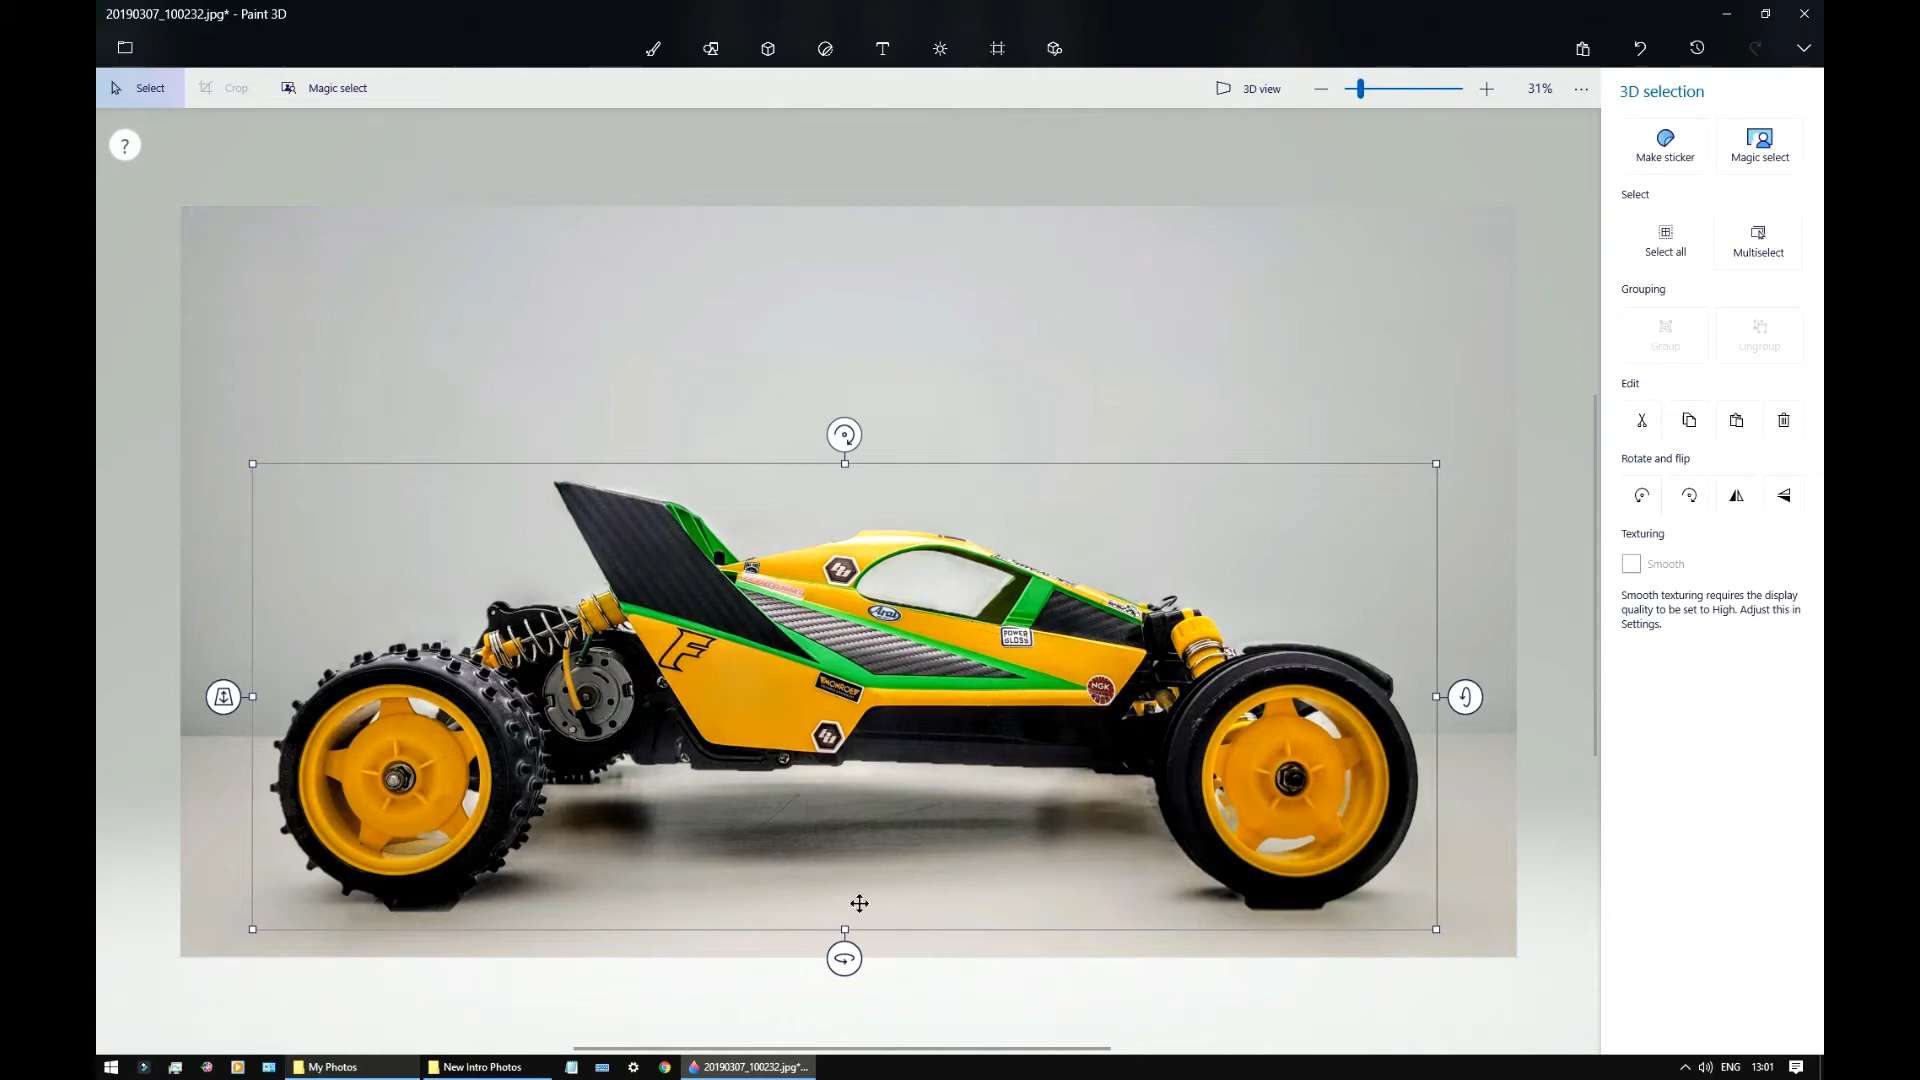 20190307_100232.jpg* - Paint 3D
Select
Crop
Magic select
3D view
31%
3D selection
?
Make sticker
Magic select
Select
Select all
Multiselect
Grouping
Group
Ungroup
Edit
Rotate and flip
Texturing
Smooth
Smooth texturing requires the display
quality to be set to High. Adjust this in
Settings.
Arai
POWER
GLOSS
F
MONROE
NGK
My Photos
New Intro Photos
20190307_100232.jpg*...
ENG
13:01